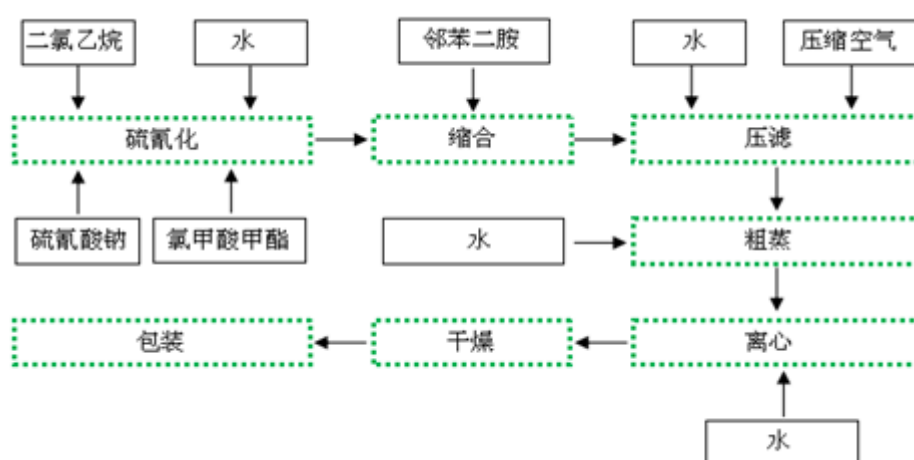 二氯乙烷
水
邻苯二胺
水
压缩空气
硫氰化
缩合
压滤
硫氰酸钠
氯甲酸甲酯
水
粗蒸
包装
干燥
离心
水